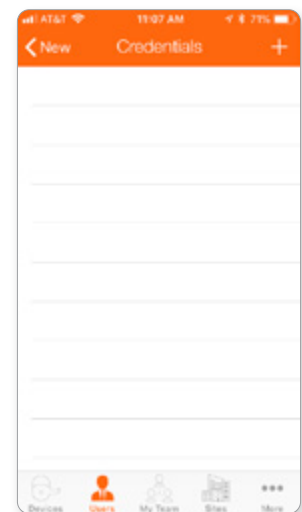 AT&T 11:07 AM 71%
New Credentials +
Devices Users My Team Sites More